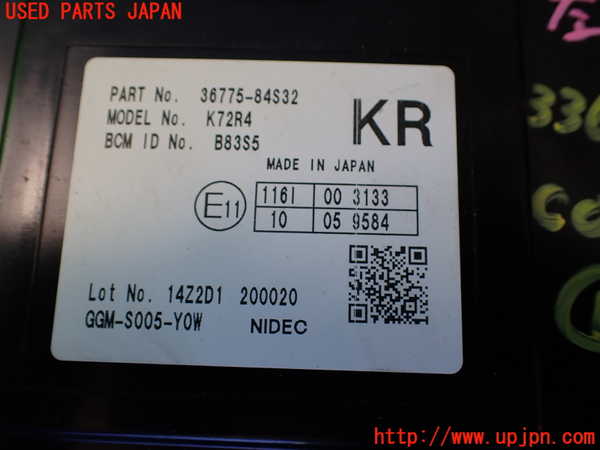 USED PARTS JAPAN
PART No. 36775-84S32
MODEL No. K72R4
BCM ID No. B83S5
KR
MADE IN JAPAN
E11
116I 00 3133
10 05 9584
Lot No. 14Z2D1 200020
GGM-S005-Y0W NIDEC
http://www.upjpn.com